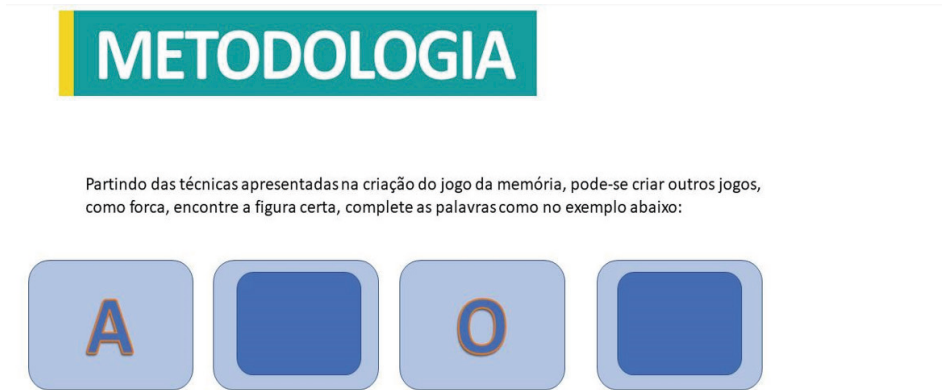 METODOLOGIA
Partindo das técnicas apresentadas na criação do jogo da memória, pode-se criar outros jogos,
como forca, encontre a figura certa, complete as palavras como no exemplo abaixo:
A O